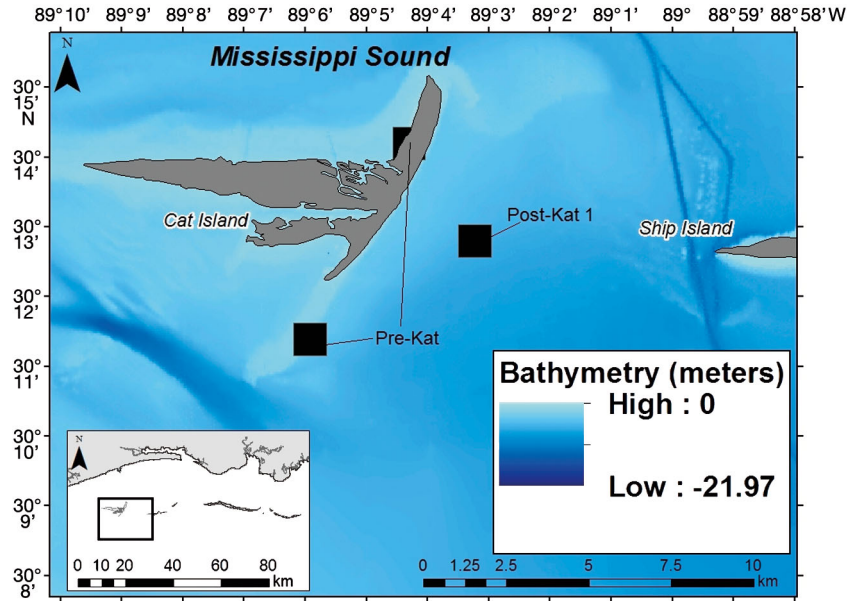 89°10' 89°9' 89°8' 89°7' 89°6' 89°5' 89°4' 89°3' 89°2' 89°1' 89° 88°59' 88°58'W
N
Mississippi Sound
30°
15'
N
30°
14'
Cat Island
30°
13'
Post-Kat 1
Ship Island
30°
12'
Pre-Kat
30°
11'
Bathymetry (meters)
High : 0
Low : -21.97
30°
10'
N
30°
9'
0 10 20 40 60 80
km
0 1.25 2.5 5 7.5 10
km
30°
8'